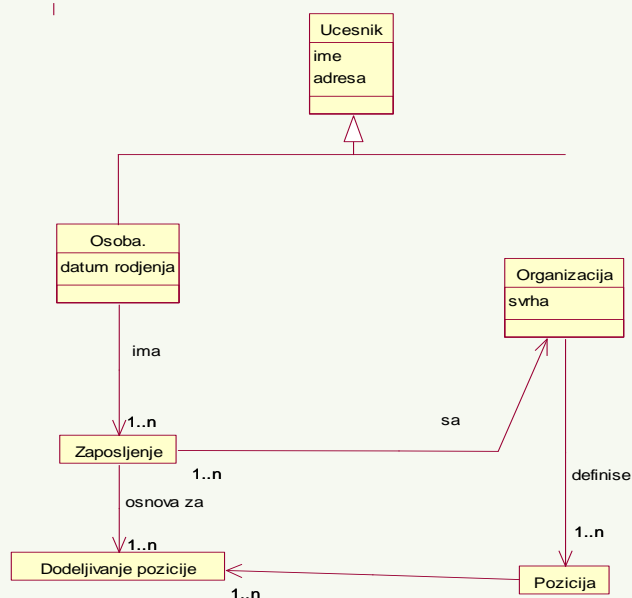 Ucesnik
ime
adresa
Osoba.
datum rodjenja
Organizacija
svrha
ima
1..n
sa
Zaposljenje
1..n
definise
osnova za
1..n
1..n
Dodeljivanje pozicije
Pozicija
1..n